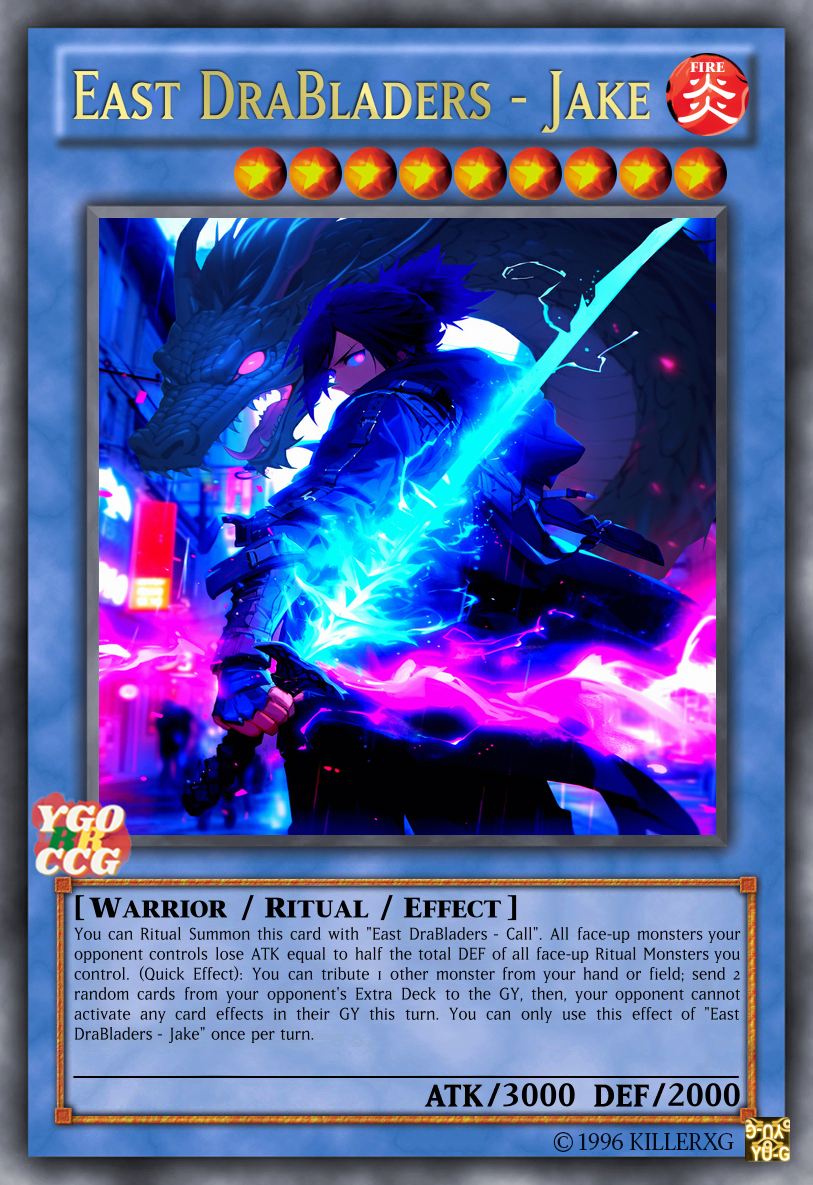 East DraBladers - Jake
FIRE
炎
YGO
RR
CCG
[ Warrior / Ritual / Effect ]
You can Ritual Summon this card with "East DraBladers - Call". All face-up monsters your
opponent controls lose ATK equal to half the total DEF of all face-up Ritual Monsters you
control. (Quick Effect): You can tribute 1 other monster from your hand or field; send 2
random cards from your opponent's Extra Deck to the GY, then, your opponent cannot
activate any card effects in their GY this turn. You can only use this effect of "East
DraBladers - Jake" once per turn.
ATK/3000 DEF/2000
© 1996 KILLERXG
YU-G